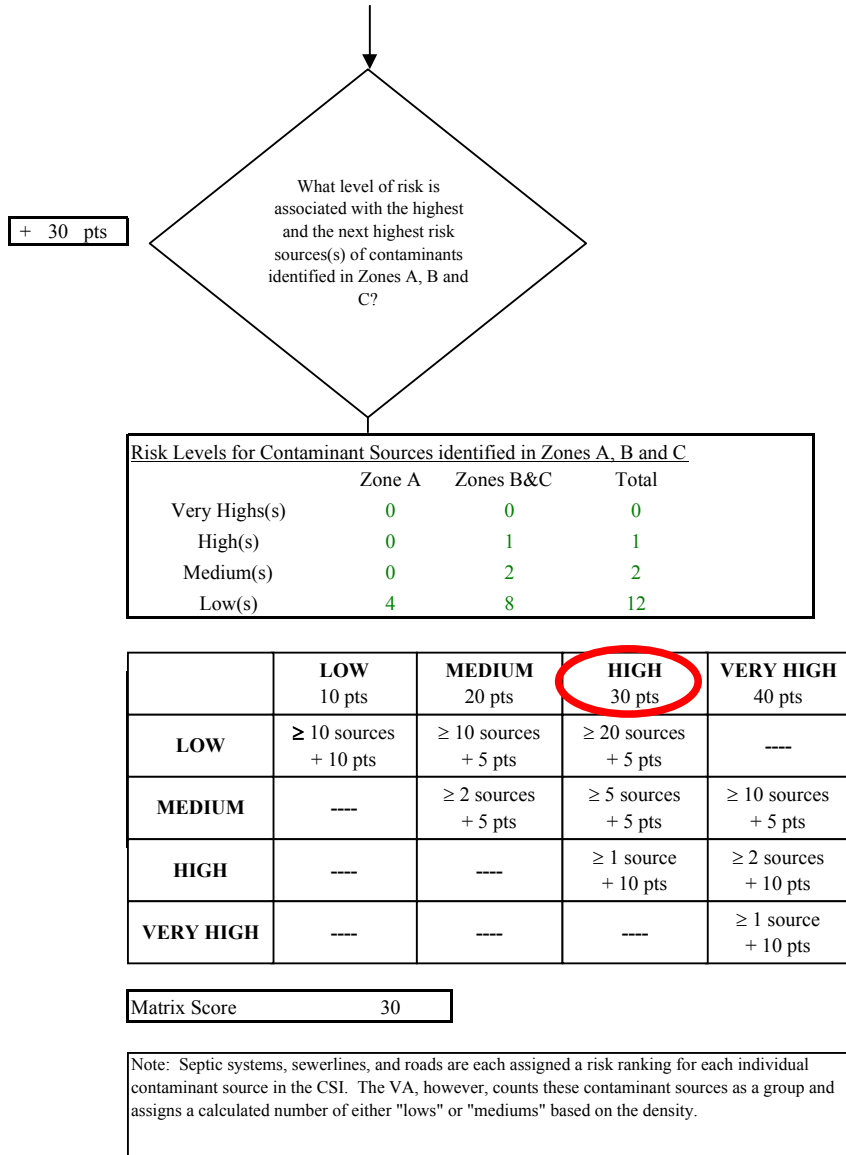 What level of risk is
associated with the highest
and the next highest risk
sources(s) of contaminants
identified in Zones A, B and
C?
+ 30 pts
Risk Levels for Contaminant Sources identified in Zones A, B and C
Zone A Zones B&C Total
Very Highs(s) 0 0 0
High(s) 0 1 1
Medium(s) 0 2 2
Low(s) 4 8 12
LOW MEDIUM HIGH VERY HIGH
10 pts 20 pts 30 pts 40 pts
LOW ≥ 10 sources ≥ 10 sources ≥ 20 sources ----
+ 10 pts + 5 pts + 5 pts
MEDIUM ---- ≥ 2 sources ≥ 5 sources ≥ 10 sources
+ 5 pts + 5 pts + 5 pts
HIGH ---- ---- ≥ 1 source ≥ 2 sources
+ 10 pts + 10 pts
VERY HIGH ---- ---- ---- ≥ 1 source
+ 10 pts
Matrix Score 30
Note: Septic systems, sewerlines, and roads are each assigned a risk ranking for each individual
contaminant source in the CSI. The VA, however, counts these contaminant sources as a group and
assigns a calculated number of either "lows" or "mediums" based on the density.